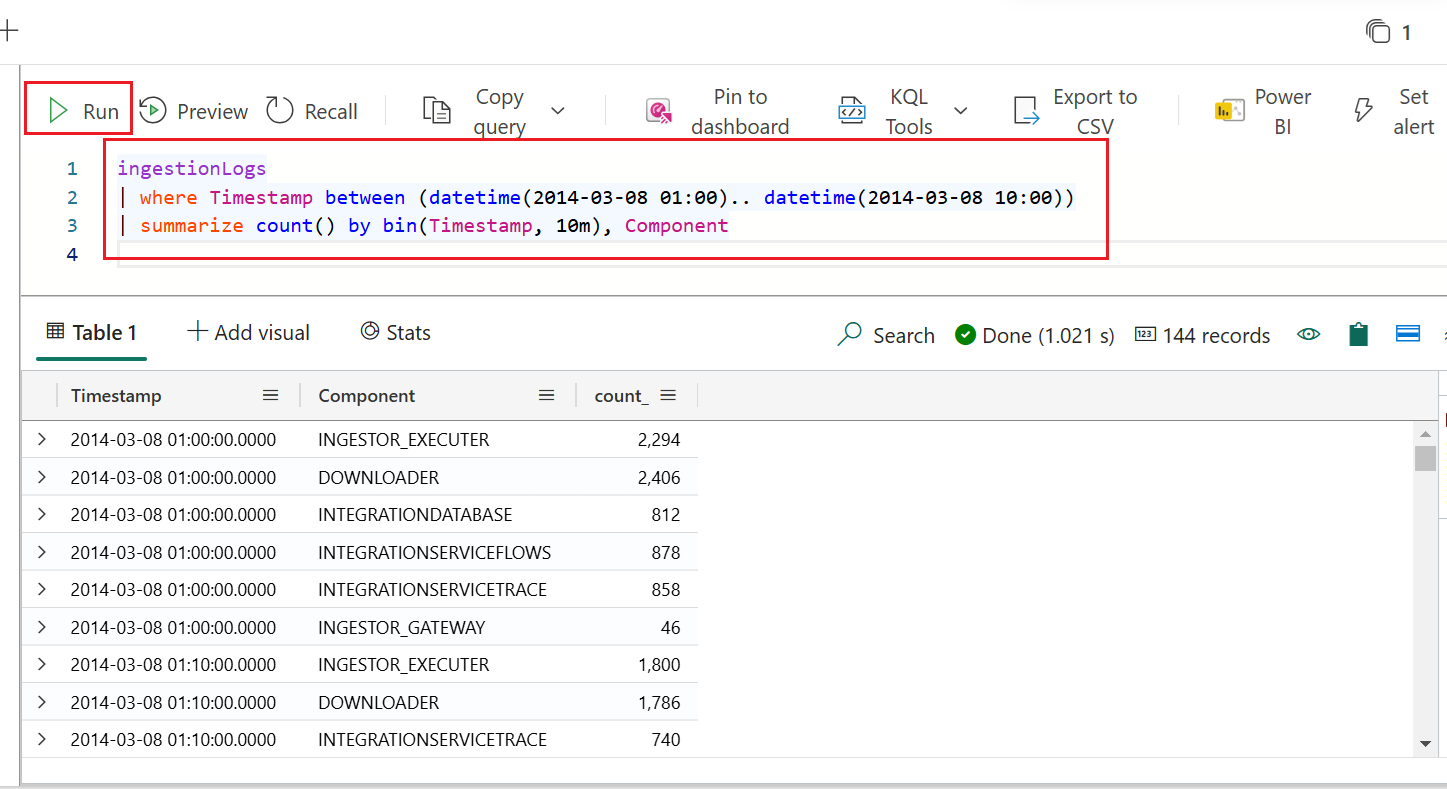 1
Run Preview Recall Copy query Pin to dashboard KQL Tools Export to CSV Power BI Set alert
1 ingestionLogs
2 | where Timestamp between (datetime(2014-03-08 01:00).. datetime(2014-03-08 10:00))
3 | summarize count() by bin(Timestamp, 10m), Component
4
Table 1 Add visual Stats Search Done (1.021 s) 123 144 records
Timestamp Component count_
2014-03-08 01:00:00.0000 INGESTOR_EXECUTER 2,294
2014-03-08 01:00:00.0000 DOWNLOADER 2,406
2014-03-08 01:00:00.0000 INTEGRATIONDATABASE 812
2014-03-08 01:00:00.0000 INTEGRATIONSERVICEFLOWS 878
2014-03-08 01:00:00.0000 INTEGRATIONSERVICETRACE 858
2014-03-08 01:00:00.0000 INGESTOR_GATEWAY 46
2014-03-08 01:10:00.0000 INGESTOR_EXECUTER 1,800
2014-03-08 01:10:00.0000 DOWNLOADER 1,786
2014-03-08 01:10:00.0000 INTEGRATIONSERVICETRACE 740